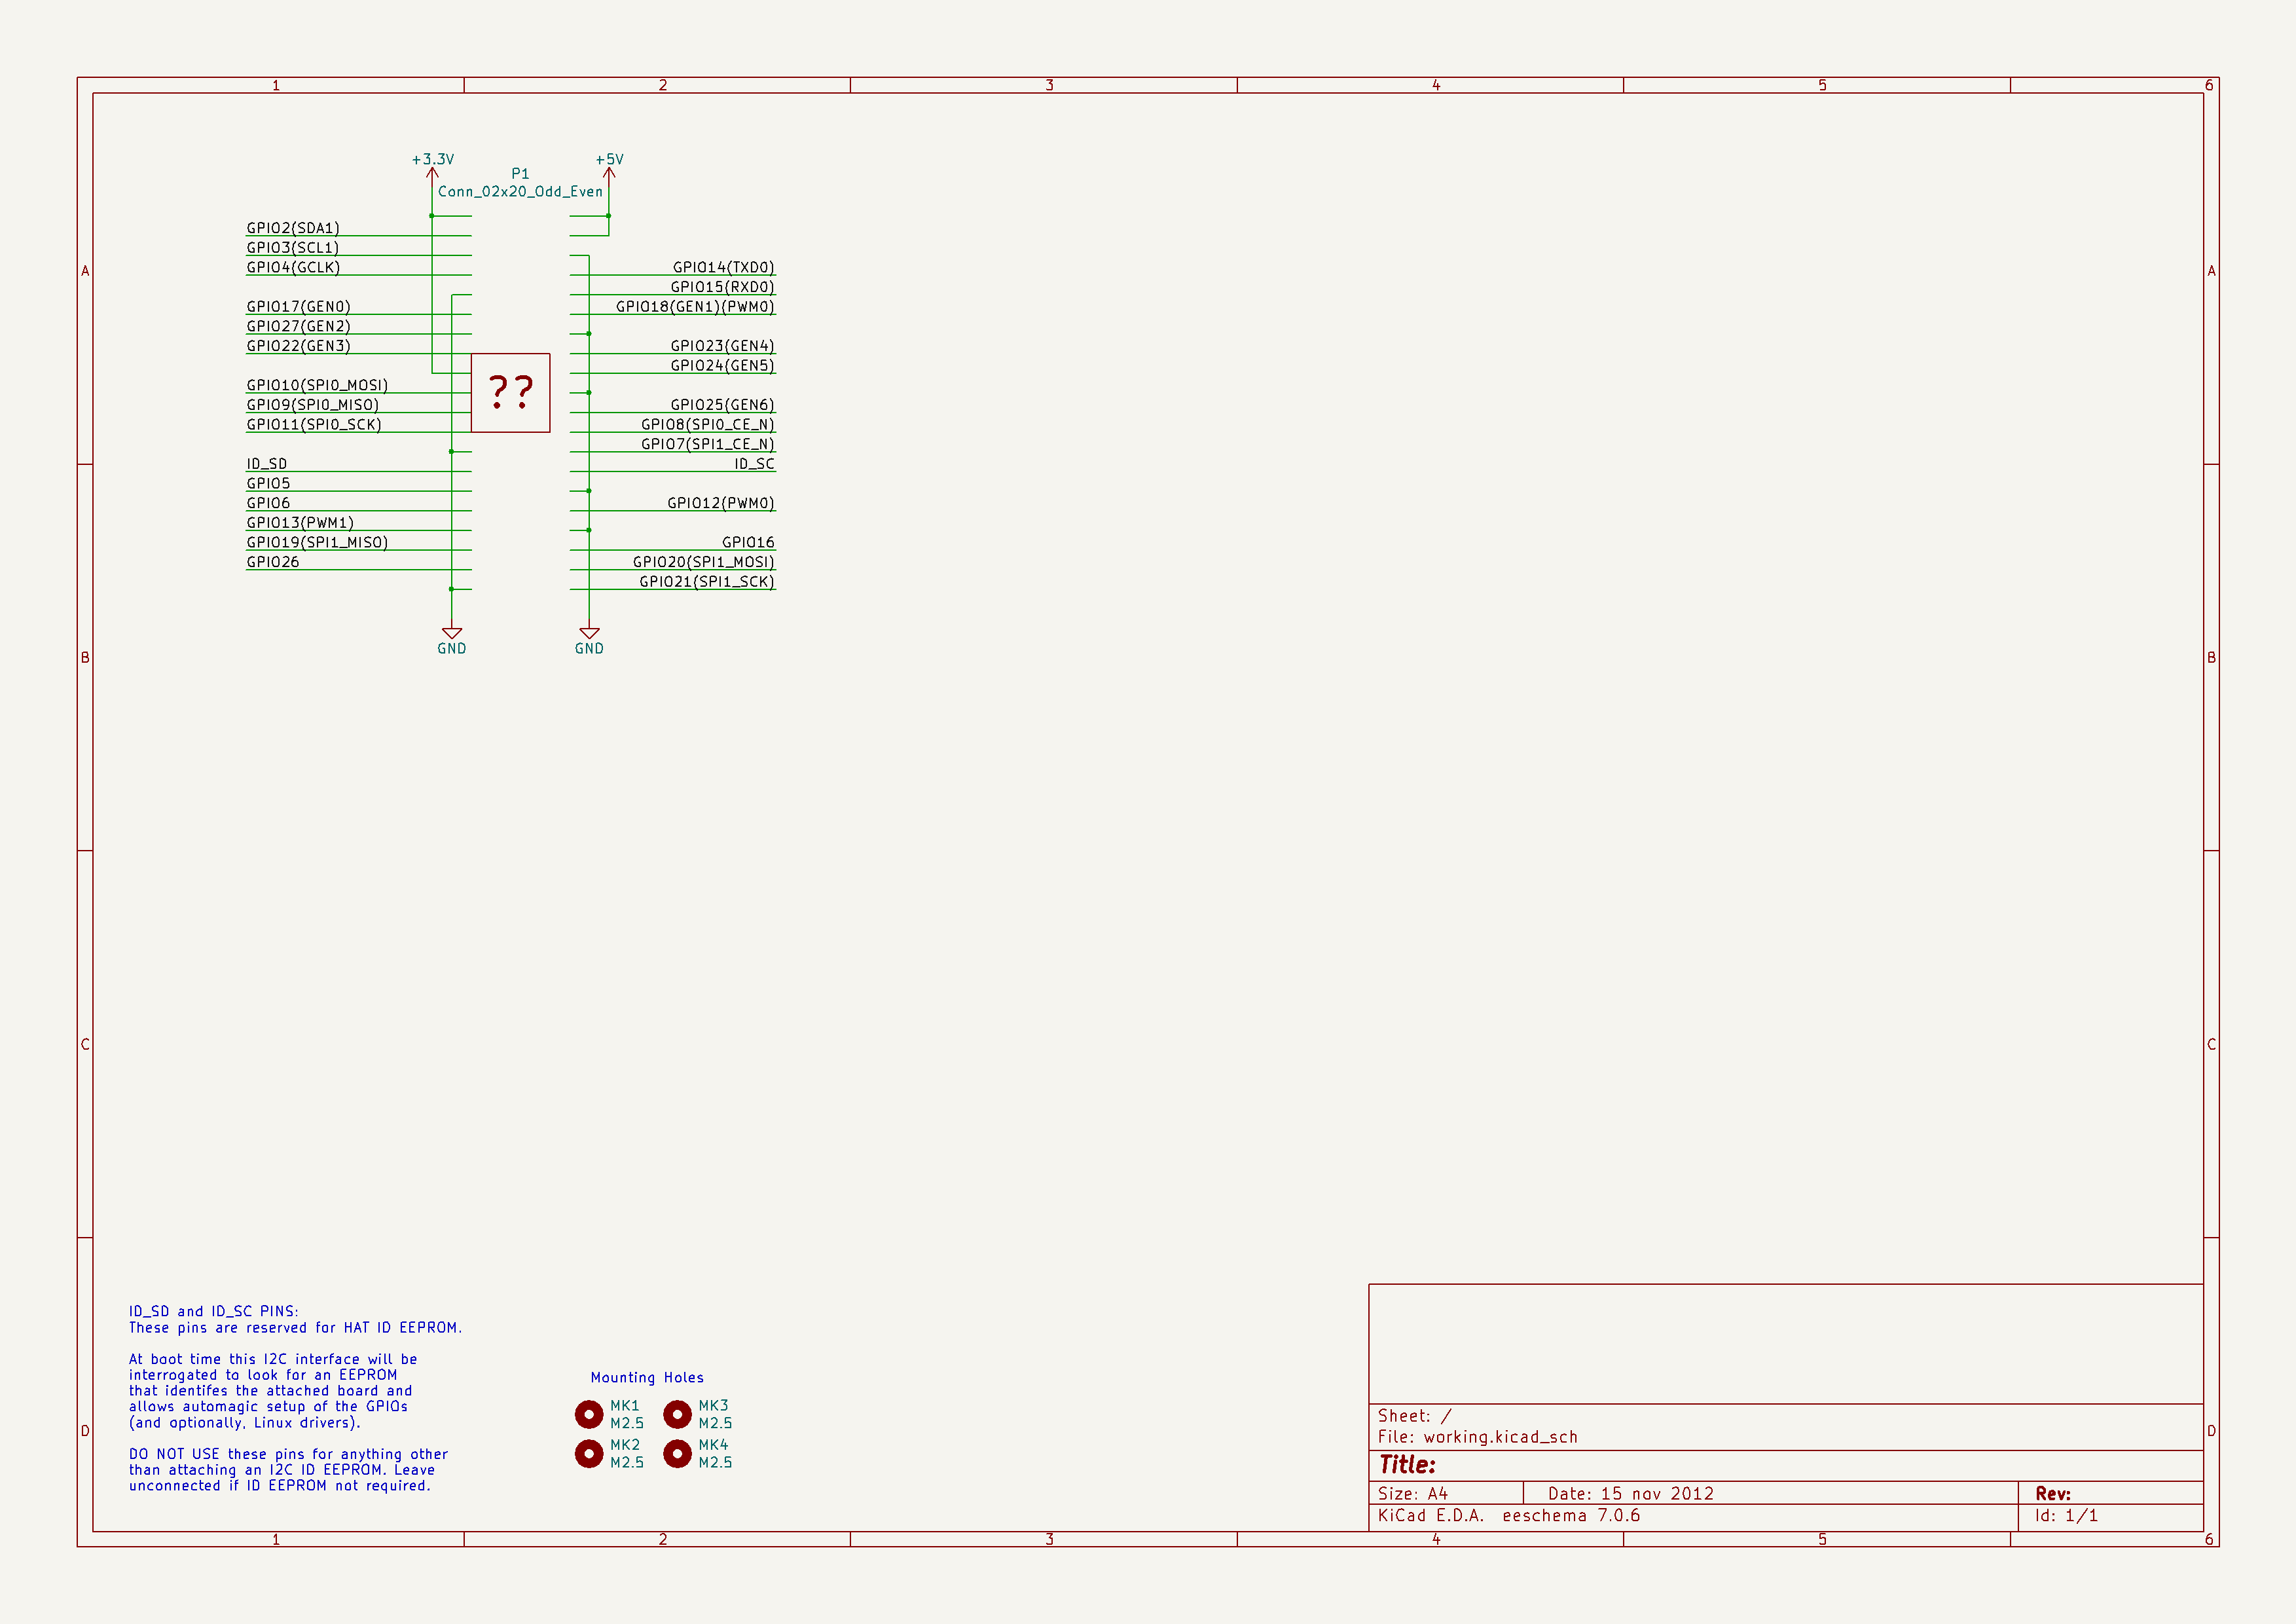 1 2 3 4 5 6
+3.3V
+5V
P1
Conn_02x20_Odd_Even
GPIO2(SDA1)
GPIO3(SCL1)
GPIO4(GCLK)
GPIO14(TXD0)
GPIO15(RXD0)
GPIO17(GEN0)
GPIO18(GEN1)(PWM0)
GPIO27(GEN2)
GPIO22(GEN3)
GPIO23(GEN4)
GPIO24(GEN5)
??
GPIO10(SPI0_MOSI)
GPIO9(SPI0_MISO)
GPIO25(GEN6)
GPIO11(SPI0_SCK)
GPIO8(SPI0_CE_N)
GPIO7(SPI1_CE_N)
ID_SD
ID_SC
GPIO5
GPIO6
GPIO12(PWM0)
GPIO13(PWM1)
GPIO19(SPI1_MISO)
GPIO16
GPIO26
GPIO20(SPI1_MOSI)
GPIO21(SPI1_SCK)
GND
GND
A
A
B
B
C
C
D
D
ID_SD and ID_SC PINS:
These pins are reserved for HAT ID EEPROM.
At boot time this I2C interface will be
interrogated to look for an EEPROM
that identifes the attached board and
allows automagic setup of the GPIOs
(and optionally, Linux drivers).
DO NOT USE these pins for anything other
than attaching an I2C ID EEPROM. Leave
unconnected if ID EEPROM not required.
Mounting Holes
MK1
M2.5
MK3
M2.5
MK2
M2.5
MK4
M2.5
Sheet: /
File: working.kicad_sch
Title:
Size: A4
Date: 15 nov 2012
Rev:
KiCad E.D.A. eeschema 7.0.6
Id: 1/1
1 2 3 4 5 6